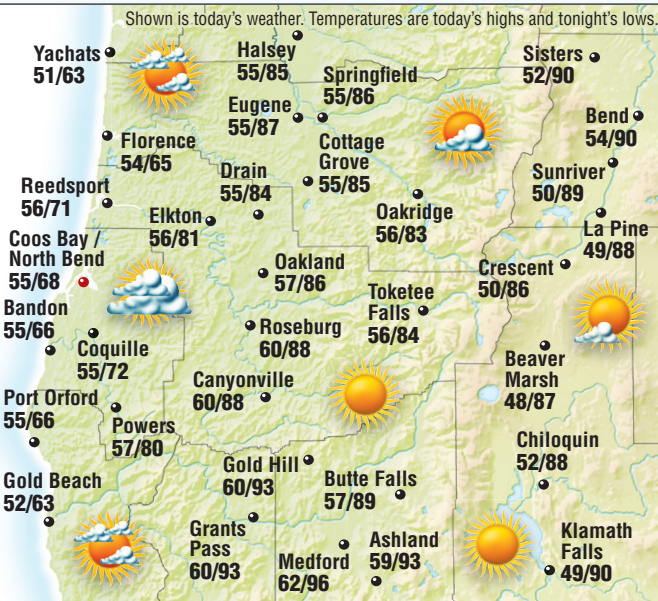 Shown is today's weather. Temperatures are today's highs and tonight's lows.
Yachats
51/63
Halsey
55/85
Springfield
55/86
Sisters
52/90
Eugene
55/87
Bend
54/90
Florence
54/65
Cottage
Grove
55/85
Drain
55/84
Sunriver
50/89
Reedsport
56/71
Elkton
56/81
Oakridge
56/83
La Pine
49/88
Coos Bay /
North Bend
55/68
Oakland
57/86
Crescent
50/86
Bandon
55/66
Toketee
Falls
56/84
Roseburg
60/88
Coquille
55/72
Beaver
Marsh
48/87
Canyonville
60/88
Port Orford
55/66
Powers
57/80
Chiloquin
52/88
Gold Hill
60/93
Butte Falls
57/89
Gold Beach
52/63
Grants
Pass
60/93
Medford
62/96
Ashland
59/93
Klamath
Falls
49/90